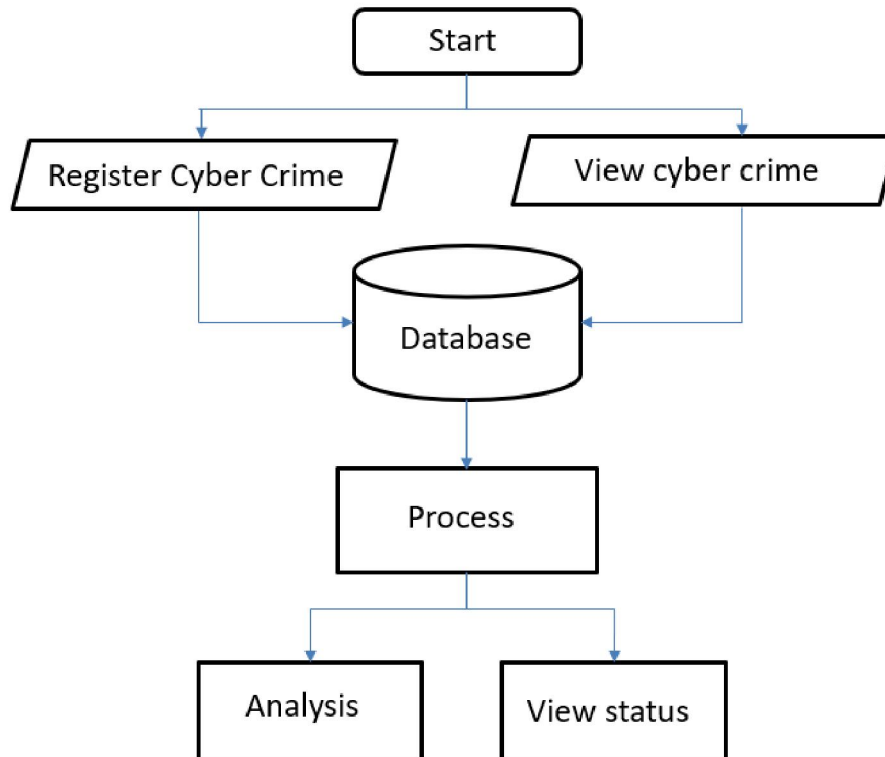 Start
Register Cyber Crime
View cyber crime
Database
Process
Analysis
View status